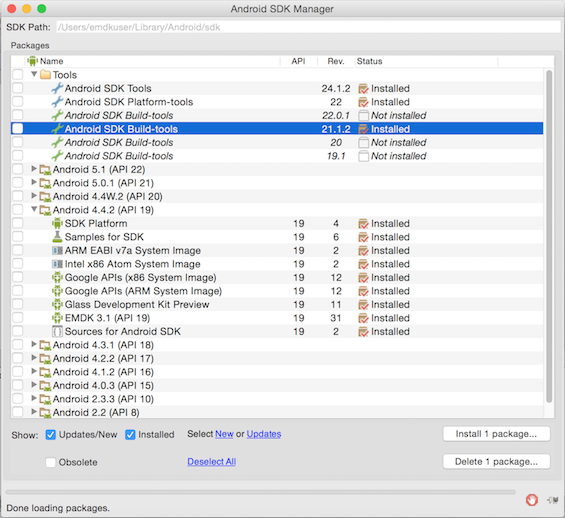 Android SDK Manager
SDK Path: /Users/emdkuser/Library/Android/sdk
Packages
Name API Rev. Status
Tools
Android SDK Tools 24.1.2 Installed
Android SDK Platform-tools 22 Installed
Android SDK Build-tools 22.0.1 Not installed
Android SDK Build-tools 21.1.2 Installed
Android SDK Build-tools 20 Not installed
Android SDK Build-tools 19.1 Not installed
Android 5.1 (API 22)
Android 5.0.1 (API 21)
Android 4.4W.2 (API 20)
Android 4.4.2 (API 19)
SDK Platform 19 4 Installed
Samples for SDK 19 6 Installed
ARM EABI v7a System Image 19 2 Installed
Intel x86 Atom System Image 19 2 Installed
Google APIs (x86 System Image) 19 12 Installed
Google APIs (ARM System Image) 19 12 Installed
Glass Development Kit Preview 19 11 Installed
EMDK 3.1 (API 19) 19 31 Installed
Sources for Android SDK 19 2 Installed
Android 4.3.1 (API 18)
Android 4.2.2 (API 17)
Android 4.1.2 (API 16)
Android 4.0.3 (API 15)
Android 2.3.3 (API 10)
Android 2.2 (API 8)
Show: Updates/New Installed Select New or Updates Install 1 package...
Obsolete Deselect All Delete 1 package...
Done loading packages.